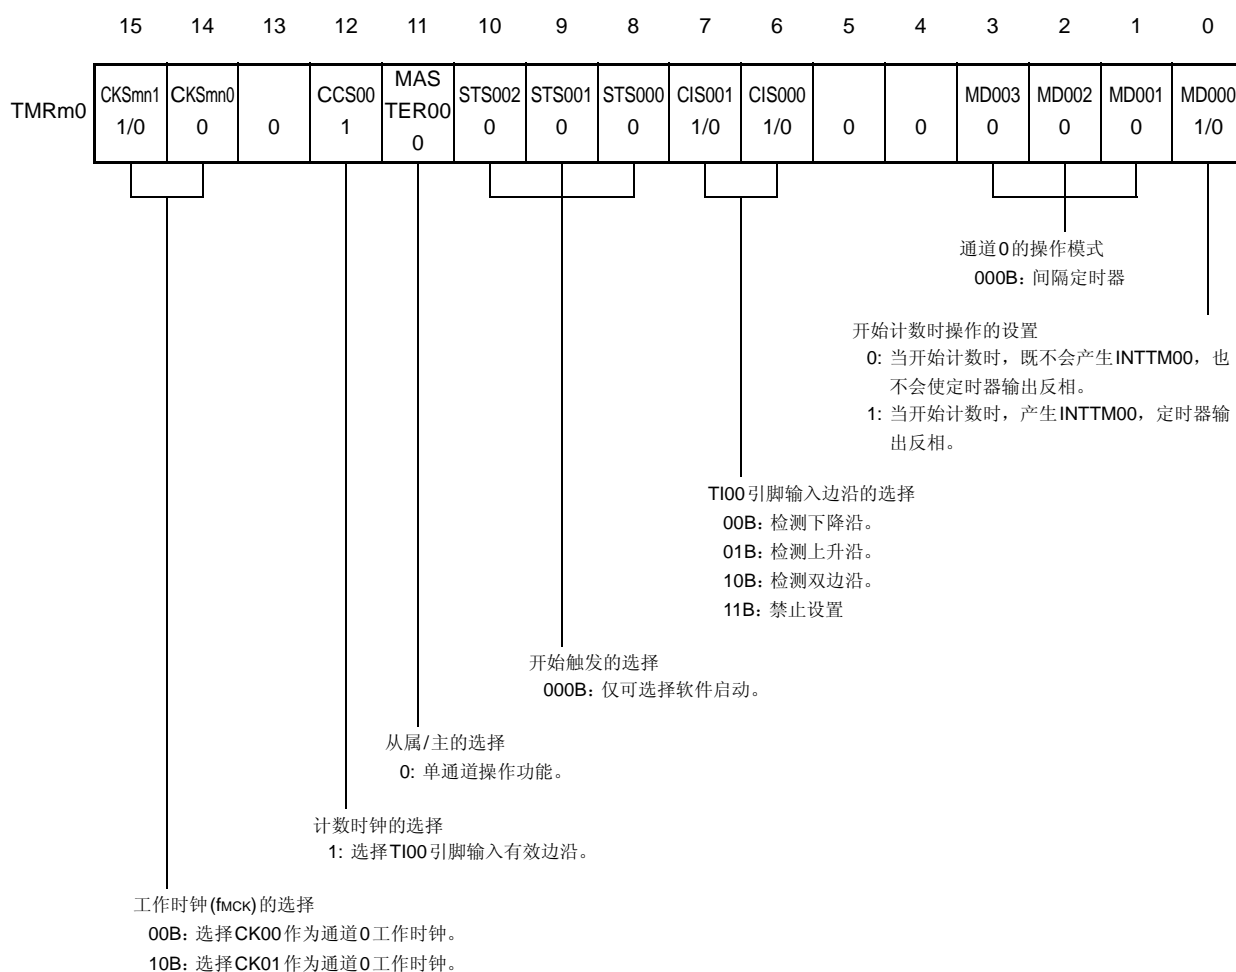 15 14 13 12 11 10 9 8 7 6 5 4 3 2 1 0
TMRm0
CKSmn1 1/0
CKSmn0 0
0
CCS00 1
MAS
TER00
0
STS002 0
STS001 0
STS000 0
CIS001 1/0
CIS000 1/0
0
0
MD003 0
MD002 0
MD001 0
MD000 1/0
通道0的操作模式
000B：间隔定时器
开始计数时操作的设置
0: 当开始计数时，既不会产生INTTM00，也
不会使定时器输出反相。
1: 当开始计数时，产生INTTM00，定时器输
出反相。
TI00引脚输入边沿的选择
00B：检测下降沿。
01B：检测上升沿。
10B：检测双边沿。
11B：禁止设置
开始触发的选择
000B：仅可选择软件启动。
从属/主的选择
0: 单通道操作功能。
计数时钟的选择
1: 选择TI00引脚输入有效边沿。
工作时钟(fMCK)的选择
00B：选择CK00作为通道0工作时钟。
10B：选择CK01作为通道0工作时钟。